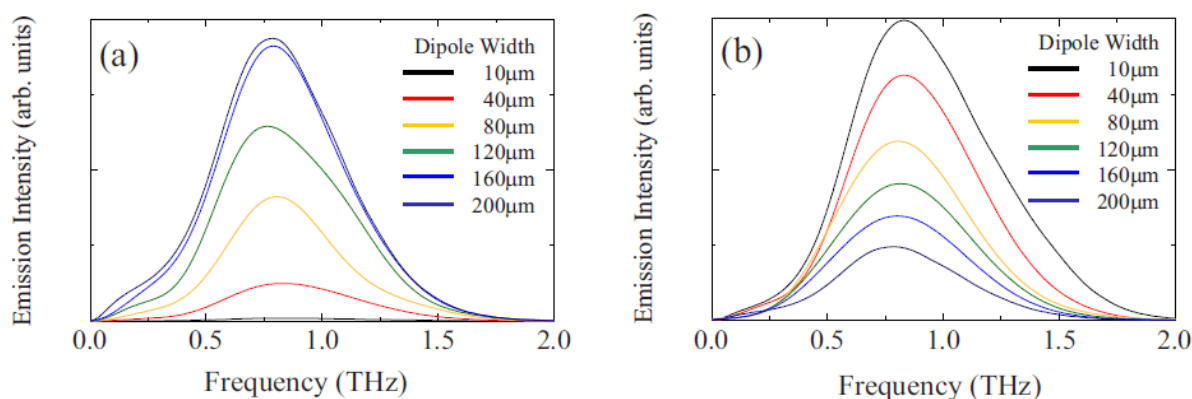 Emission Intensity (arb. units)
(a)
Dipole Width
10μm
40μm
80μm
120μm
160μm
200μm
0.0 0.5 1.0 1.5 2.0
Frequency (THz)
Emission Intensity (arb. units)
(b)
Dipole Width
10μm
40μm
80μm
120μm
160μm
200μm
0.0 0.5 1.0 1.5 2.0
Frequency (THz)